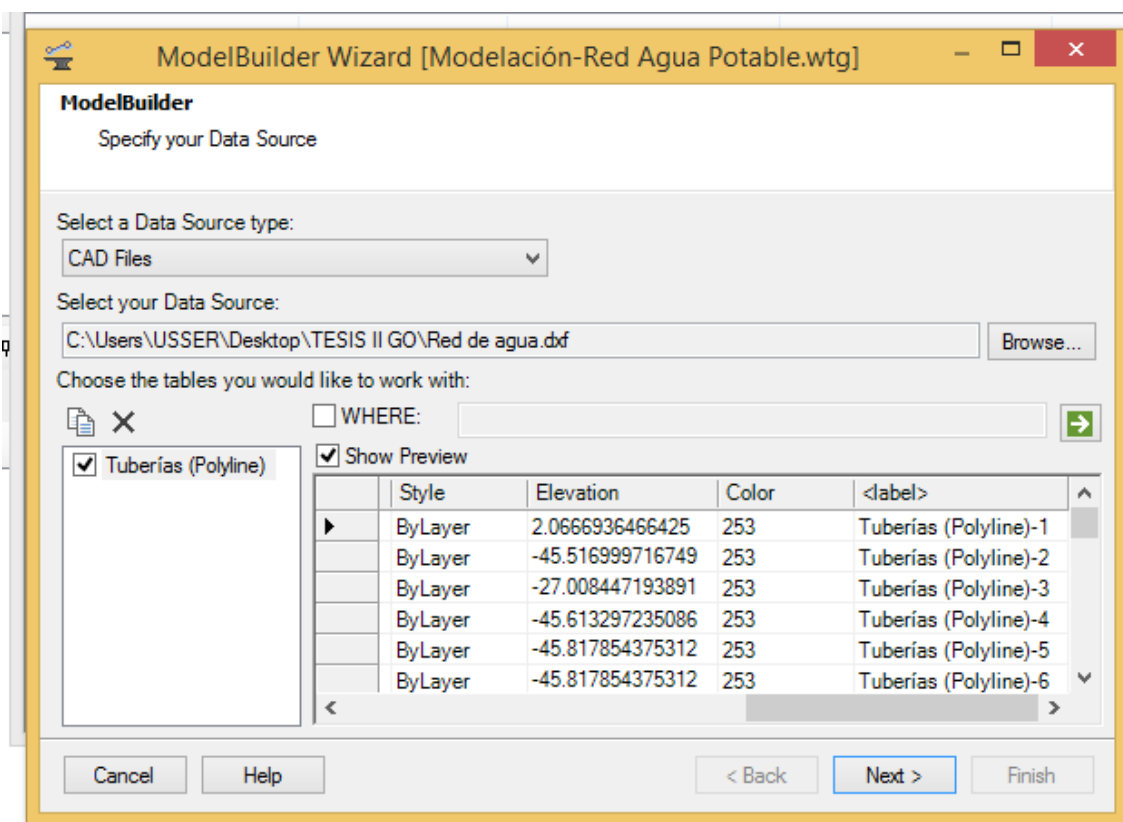 ModelBuilder Wizard [Modelación-Red Agua Potable.wtg]
ModelBuilder
Specify your Data Source
Select a Data Source type:
CAD Files
Select your Data Source:
C:\Users\USSER\Desktop\TESIS II GO\Red de agua.dxf
Browse...
Choose the tables you would like to work with:
WHERE:
Show Preview
Tuberías (Polyline)
Style Elevation Color <label>
ByLayer 2.0666936466425 253 Tuberías (Polyline)-1
ByLayer -45.516999716749 253 Tuberías (Polyline)-2
ByLayer -27.008447193891 253 Tuberías (Polyline)-3
ByLayer -45.613297235086 253 Tuberías (Polyline)-4
ByLayer -45.817854375312 253 Tuberías (Polyline)-5
ByLayer -45.817854375312 253 Tuberías (Polyline)-6
Cancel Help < Back Next > Finish